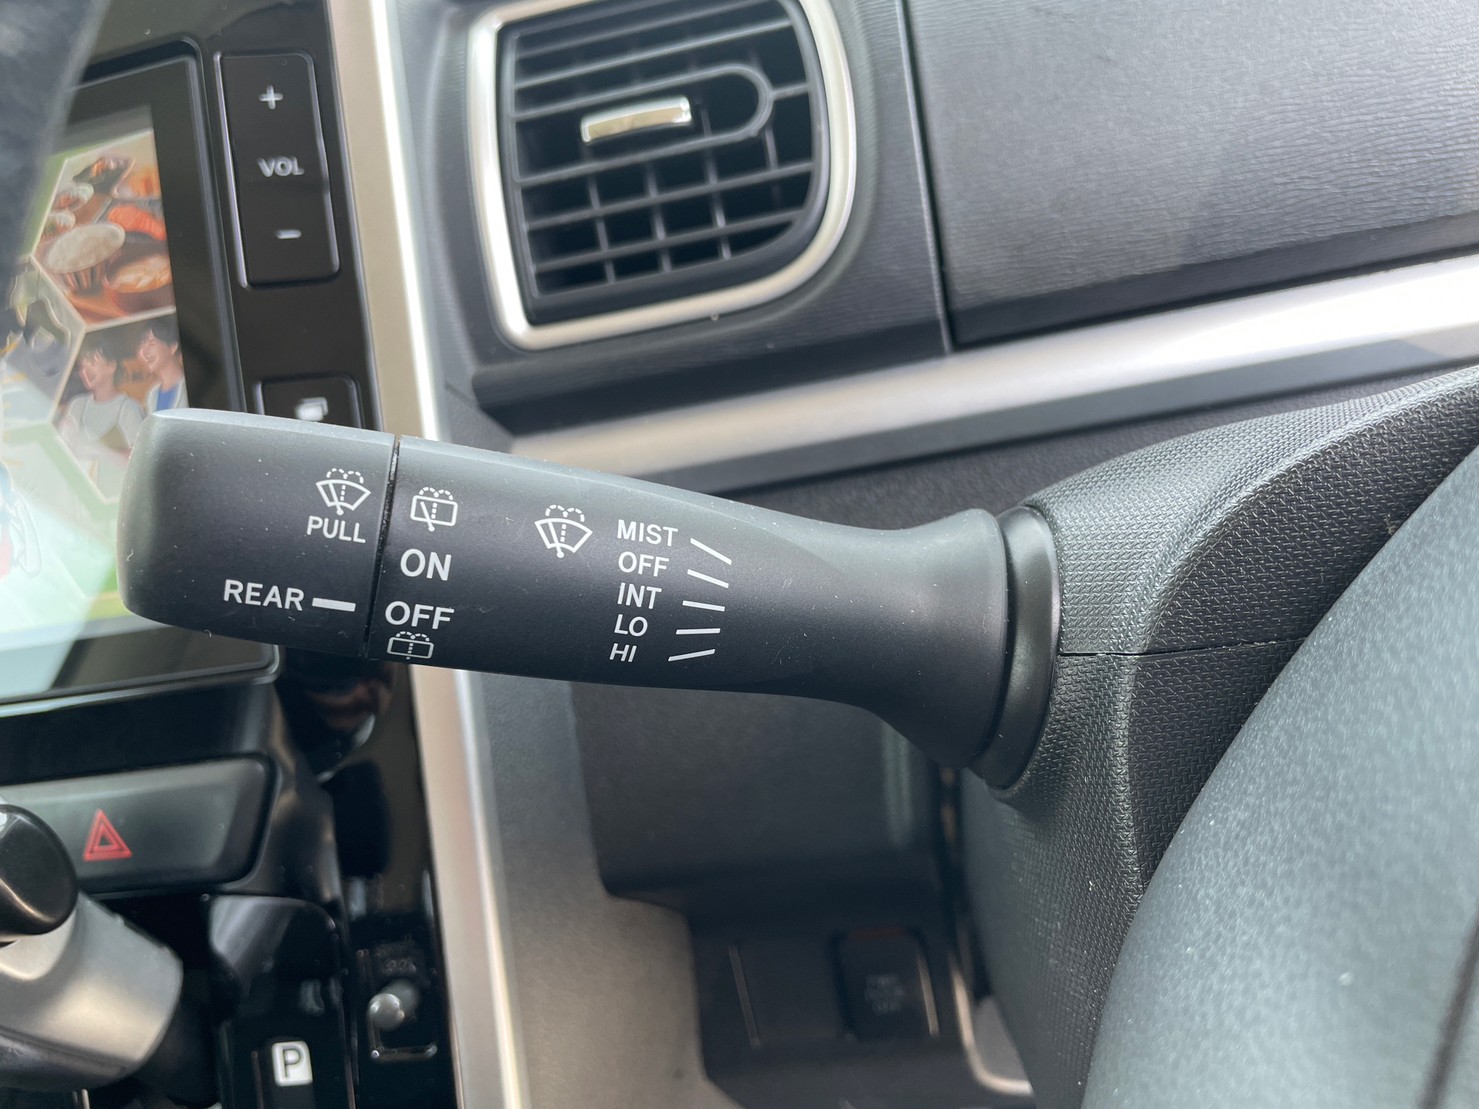 +
VOL
-
PULL
REAR
ON
OFF
MIST
OFF
INT
LO
HI
P